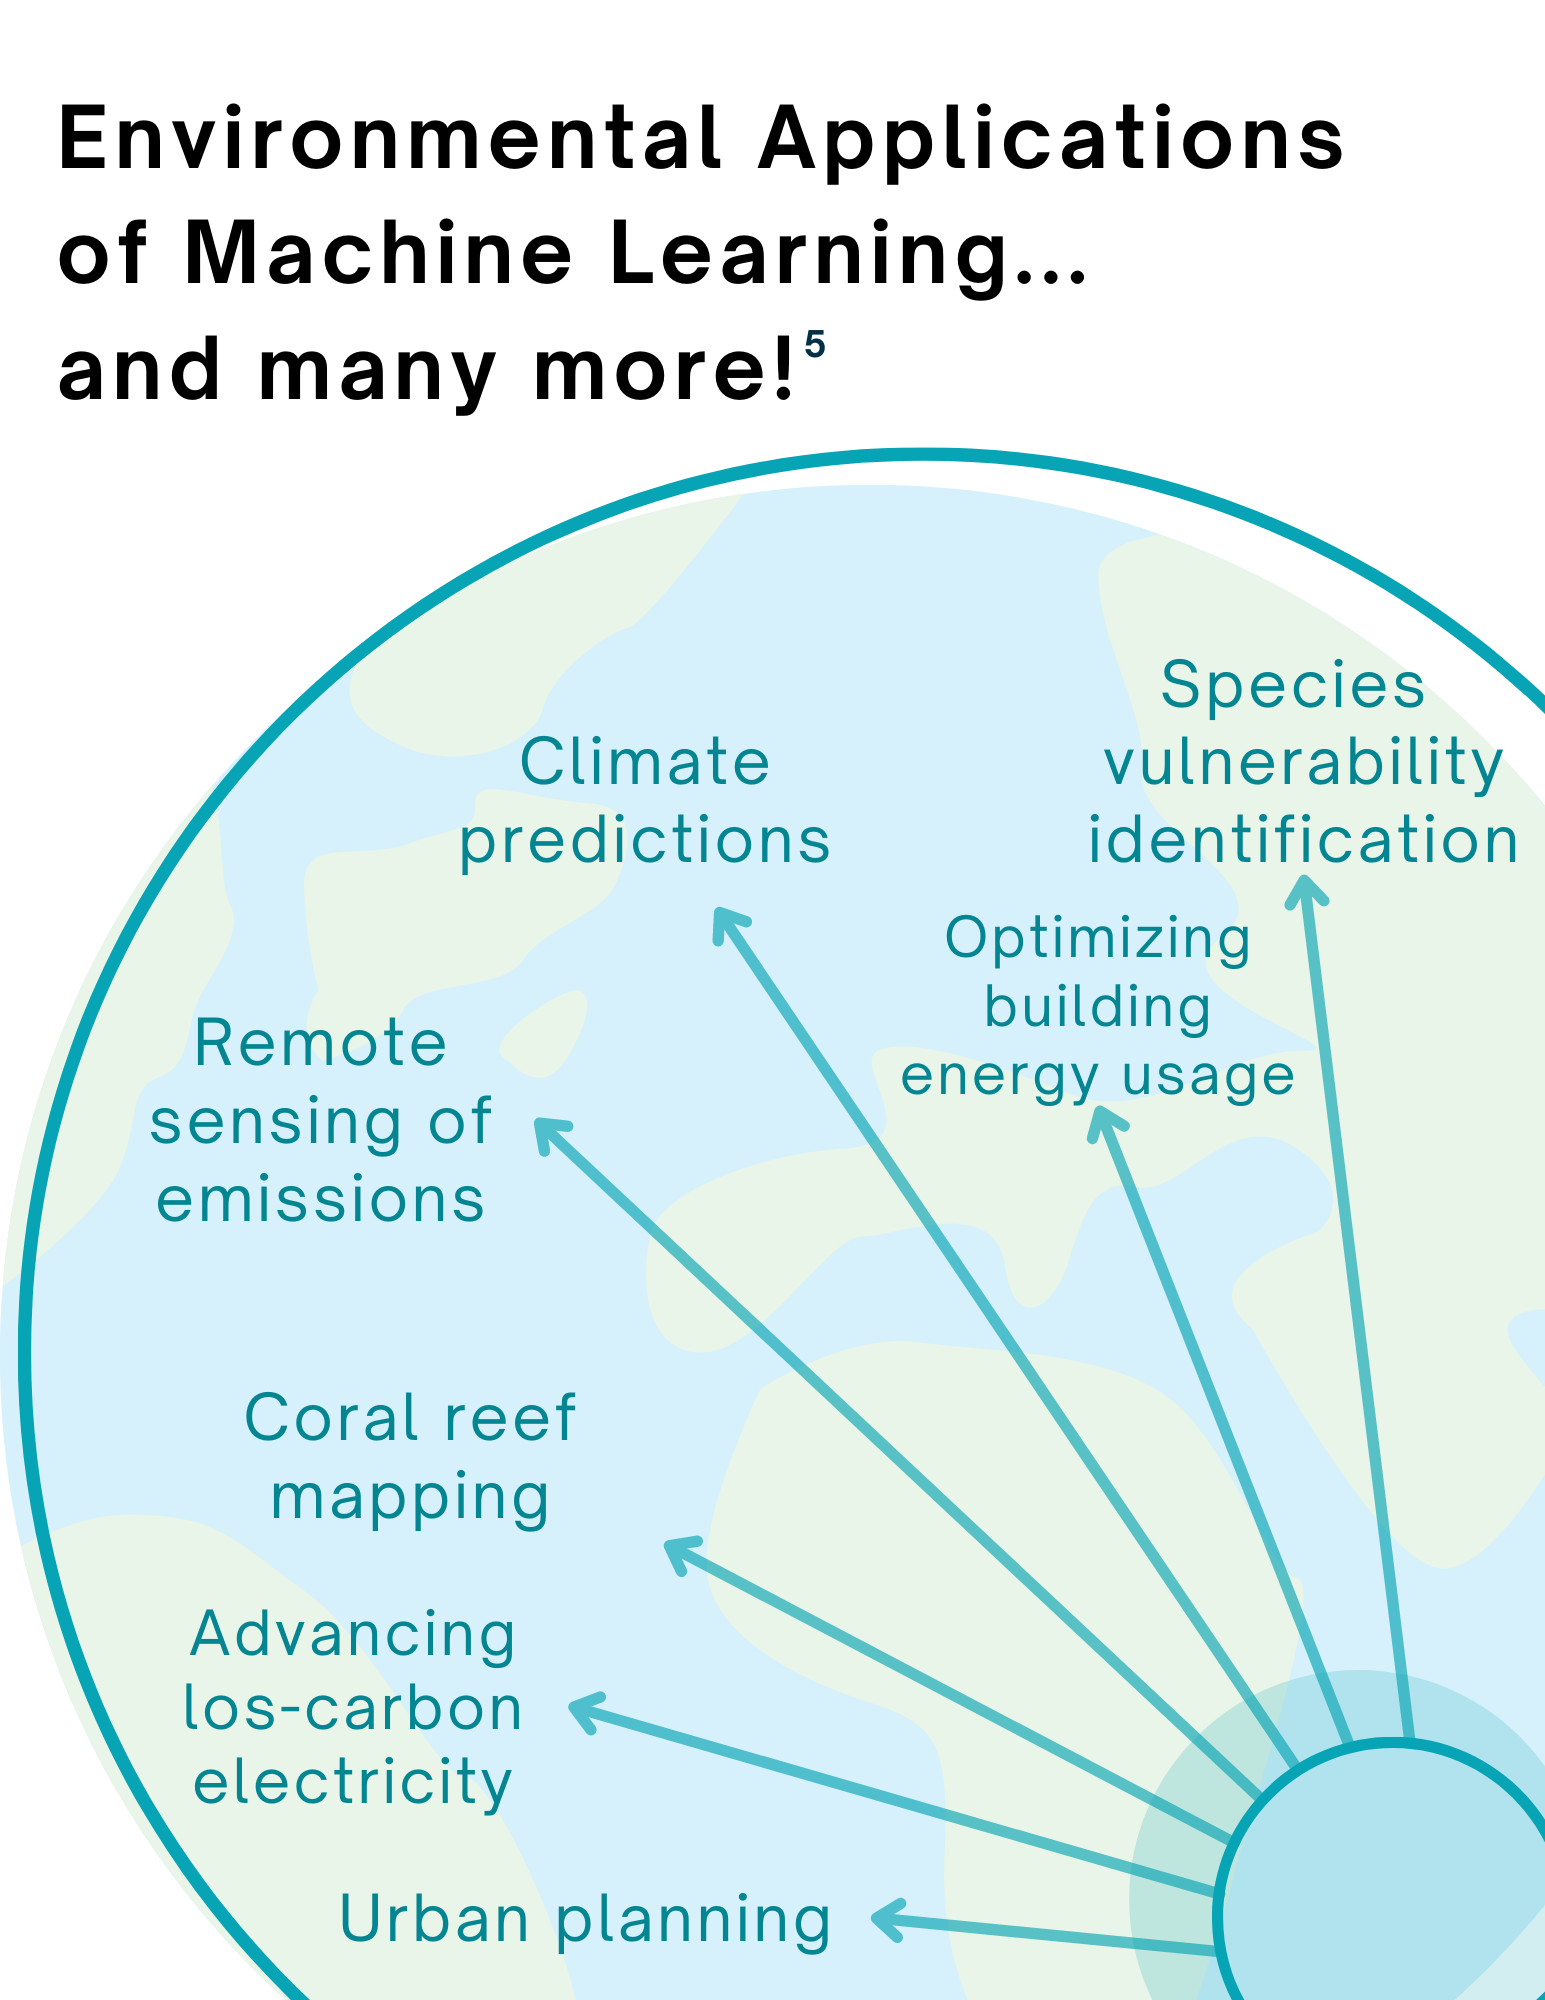 Environmental Applications
of Machine Learning...
and many more!⁵
Species
vulnerability
identification
Climate
predictions
Optimizing
building
energy usage
Remote
sensing of
emissions
Coral reef
mapping
Advancing
los-carbon
electricity
Urban planning